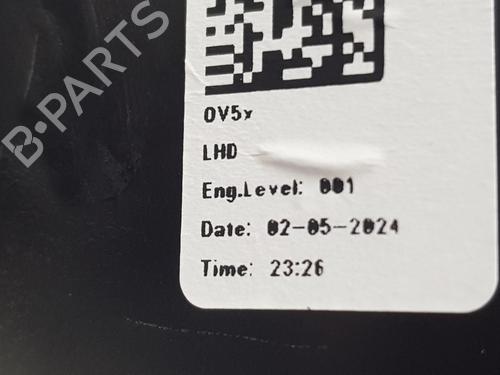 B-PARTS
OV5x
LHD
Eng.Level: 001
Date: 02-05-2024
Time: 23:26